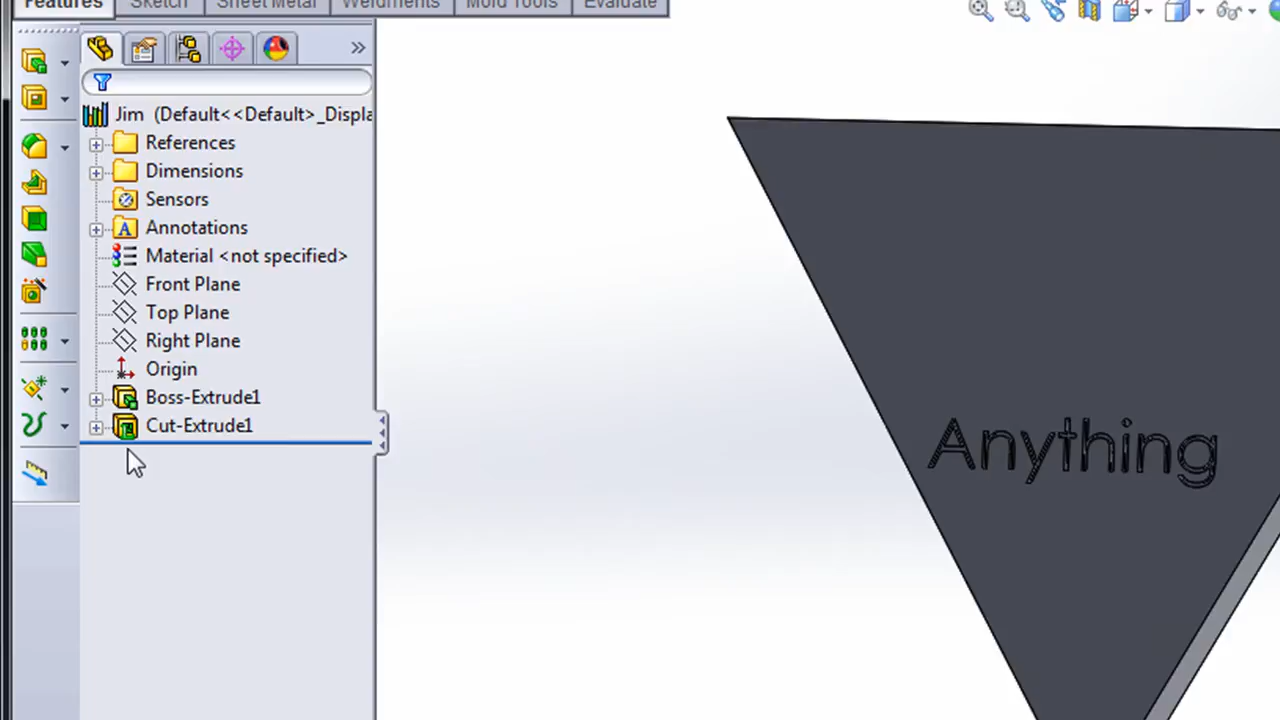 Features Sketch Sheet Metal Weldments Mold Tools Evaluate
Jim (Default<<Default>_Displa
References
Dimensions
Sensors
A Annotations
Material <not specified>
Front Plane
Top Plane
Right Plane
Origin
Boss-Extrude1
Cut-Extrude1
Anything